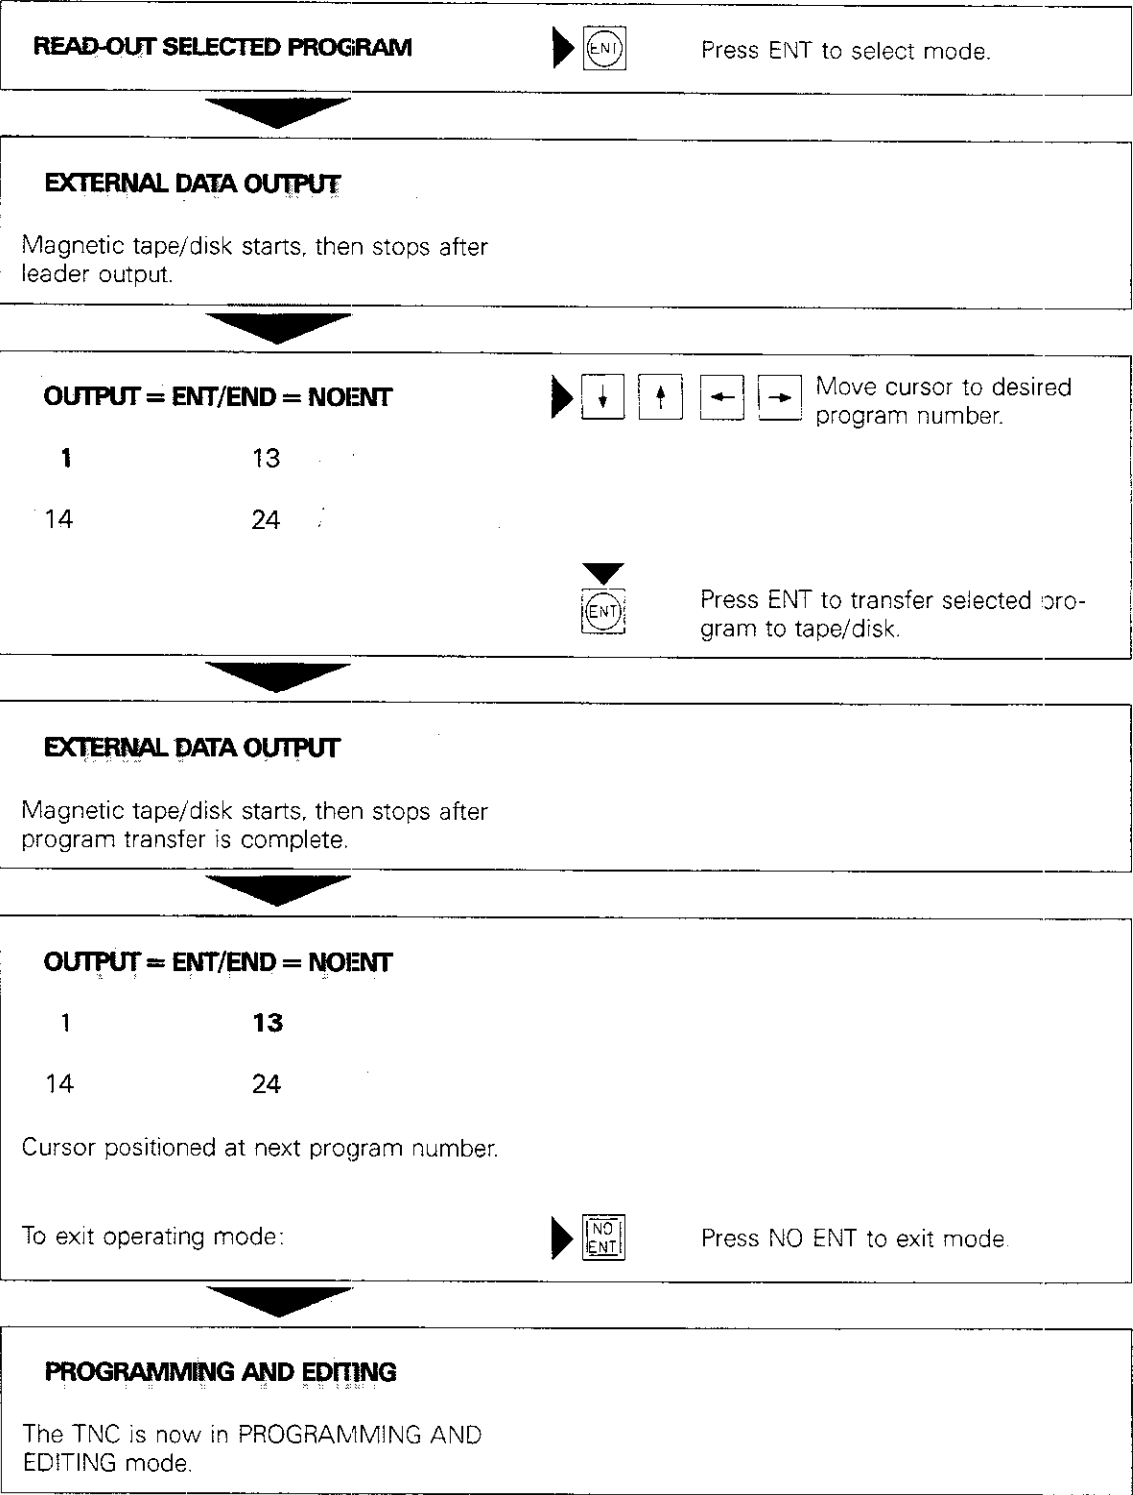 READ-OUT SELECTED PROGRAM
ENT
Press ENT to select mode.
EXTERNAL DATA OUTPUT
Magnetic tape/disk starts, then stops after
leader output.
OUTPUT = ENT/END = NOENT
Move cursor to desired
program number.
1 13
14 24
ENT
Press ENT to transfer selected pro-
gram to tape/disk.
EXTERNAL DATA OUTPUT
Magnetic tape/disk starts, then stops after
program transfer is complete.
OUTPUT = ENT/END = NOENT
1 13
14 24
Cursor positioned at next program number.
To exit operating mode:
NO
ENT
Press NO ENT to exit mode.
PROGRAMMING AND EDITING
The TNC is now in PROGRAMMING AND
EDITING mode.